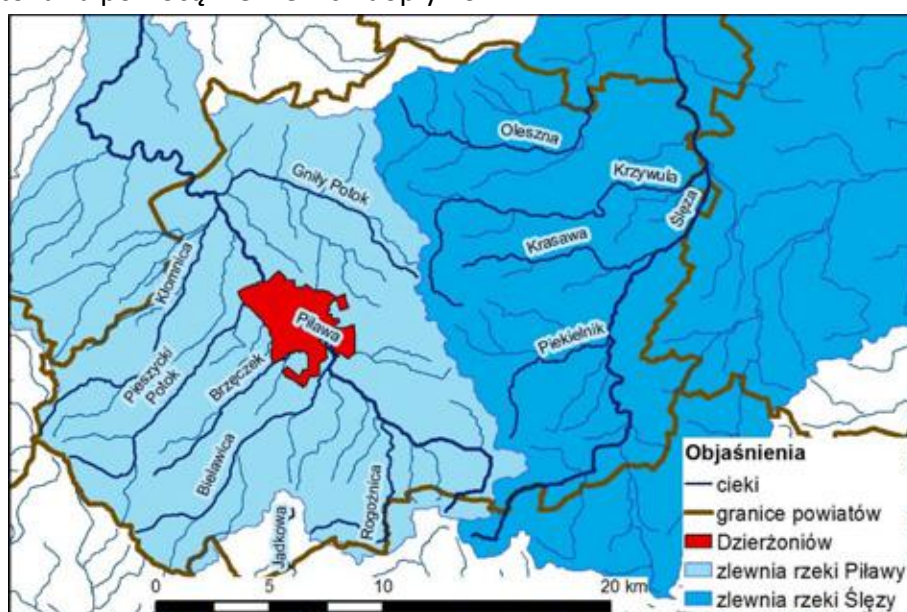 Oleszna
Gniły Potok
Krzywula
Ślęza
Krasawa
Kłomnica
Piława
Piekielnik
Pieszycki
Potok
Brzęczek
Bielawica
Rogoźnica
Jadkowa
Objaśnienia
cieki
granice powiatów
Dzierżoniów
zlewnia rzeki Piławy
zlewnia rzeki Ślęzy
0 5 10 20 km